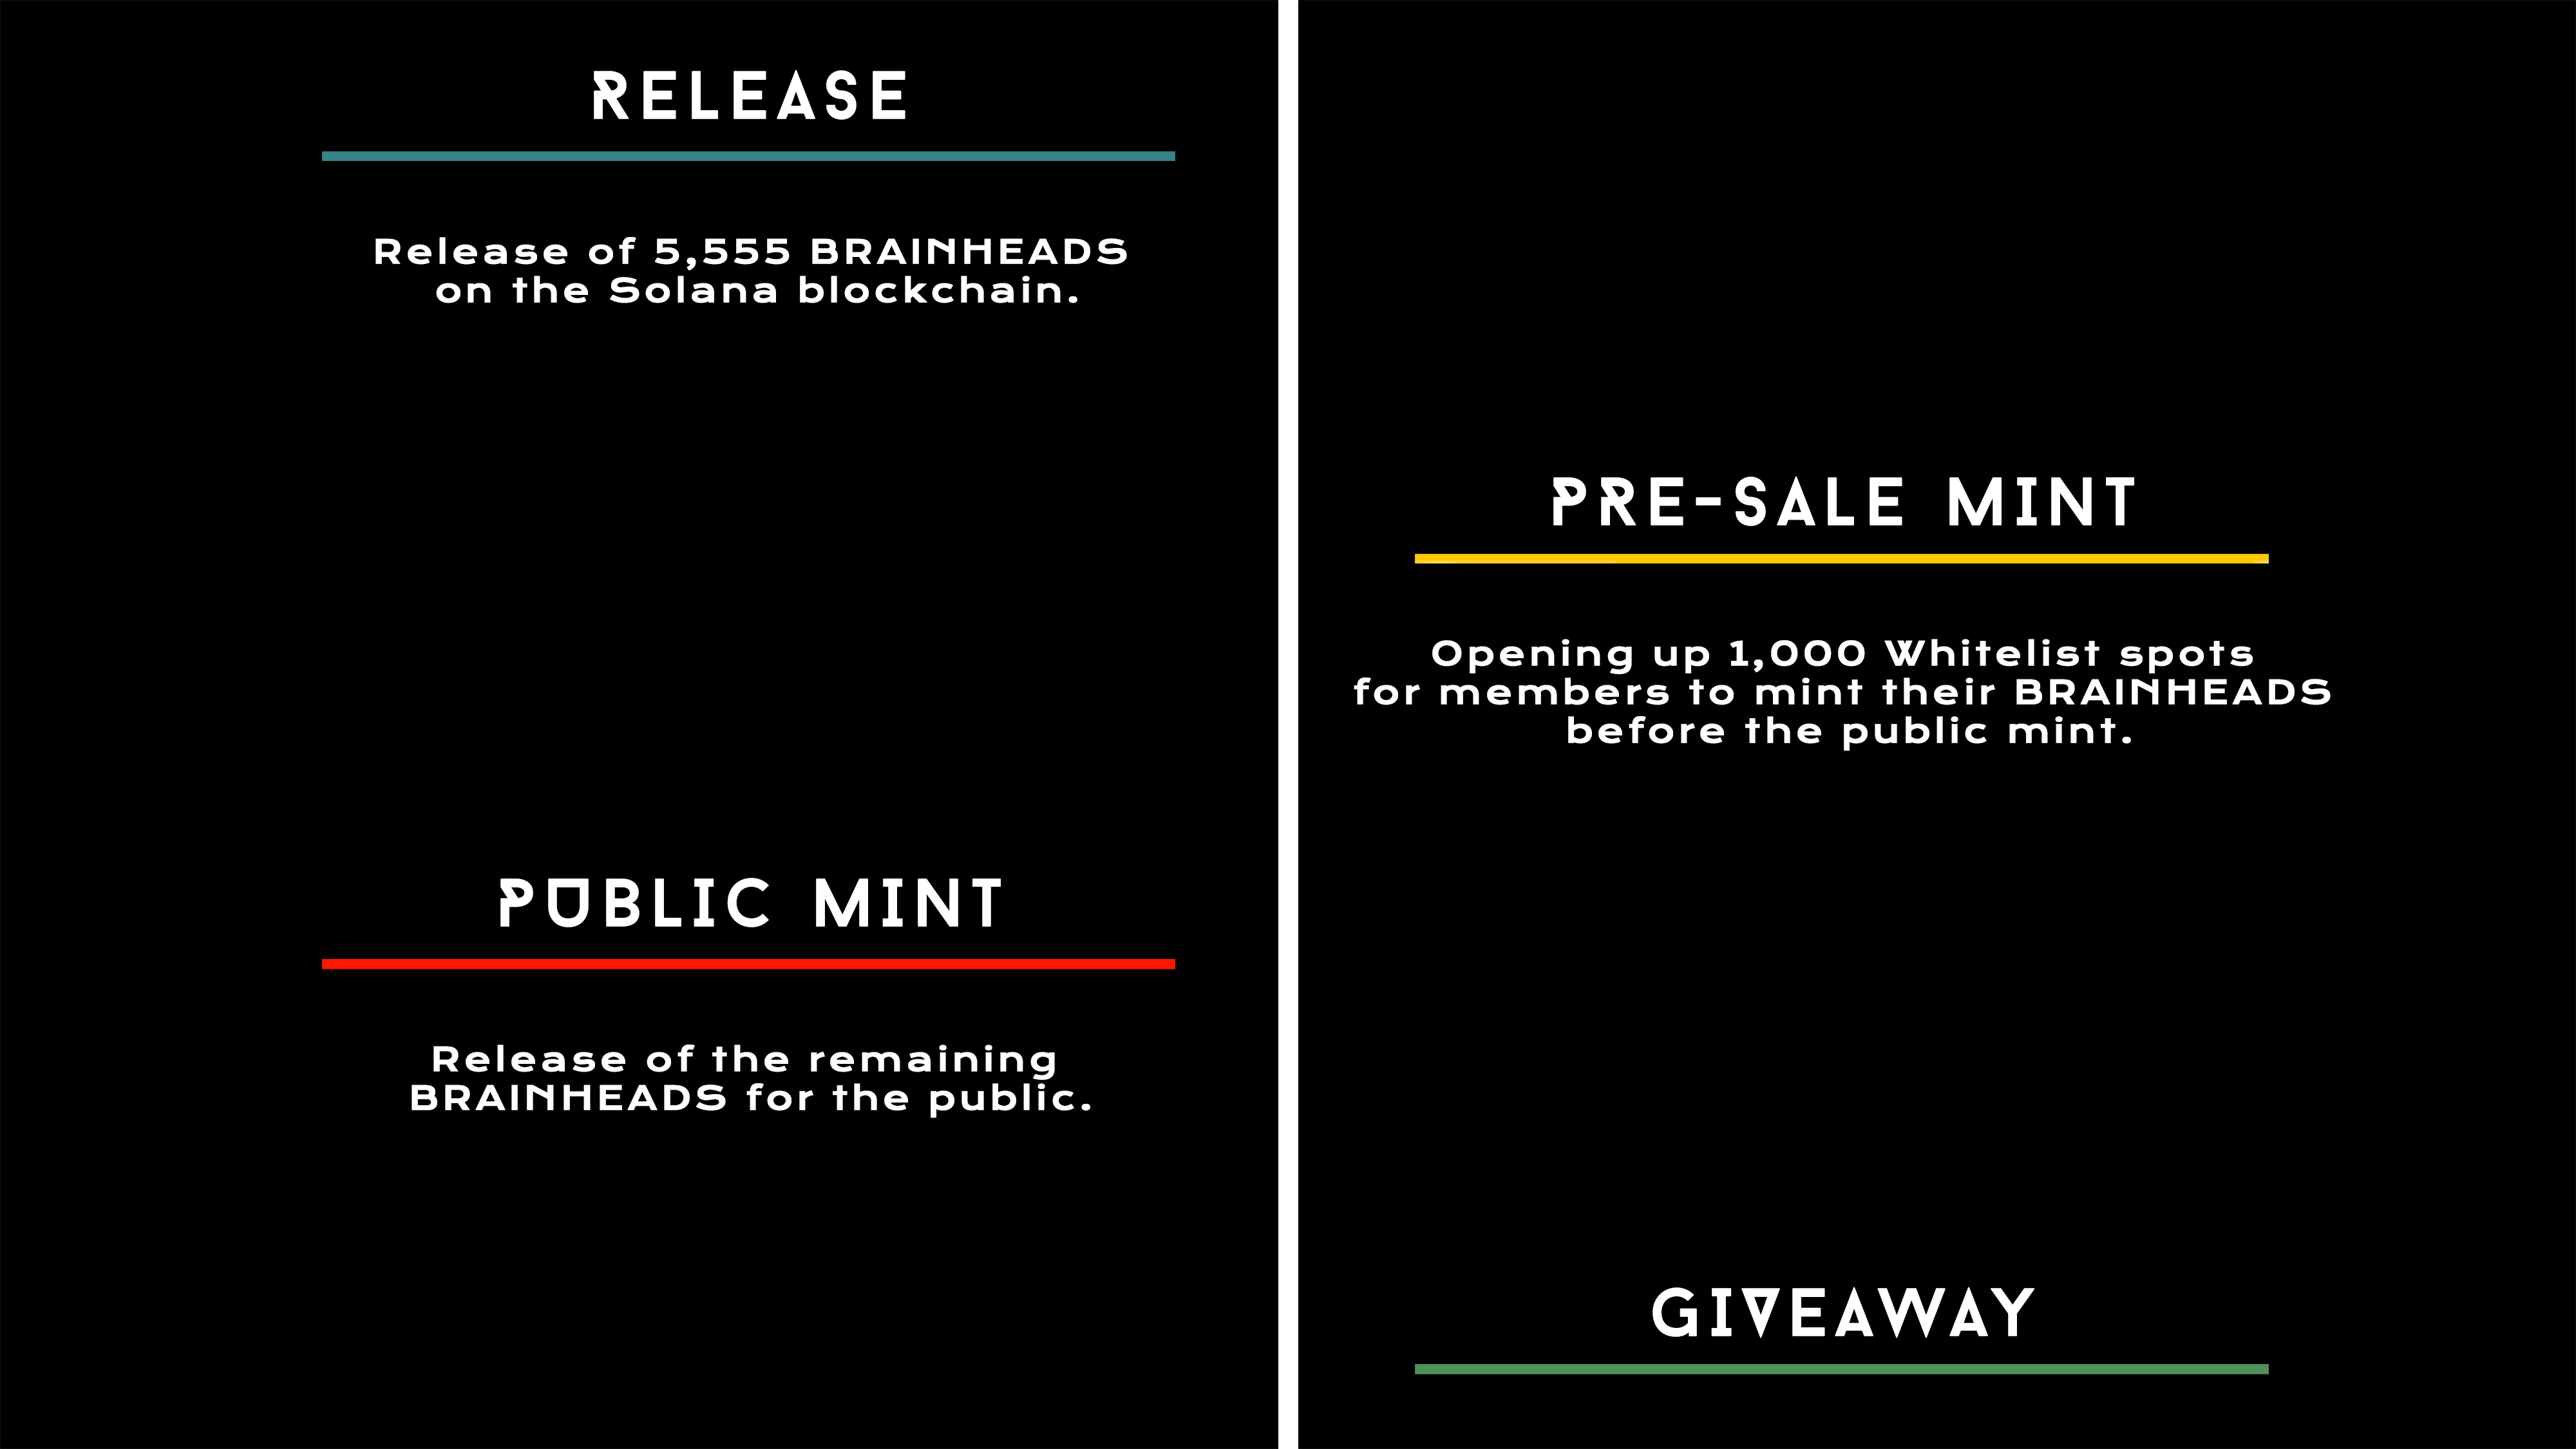 RELEASE
Release of 5,555 BRAINHEADS
on the Solana blockchain.
PRE-SALE MINT
Opening up 1,000 Whitelist spots
for members to mint their BRAINHEADS
before the public mint.
PUBLIC MINT
Release of the remaining
BRAINHEADS for the public.
GIVEAWAY